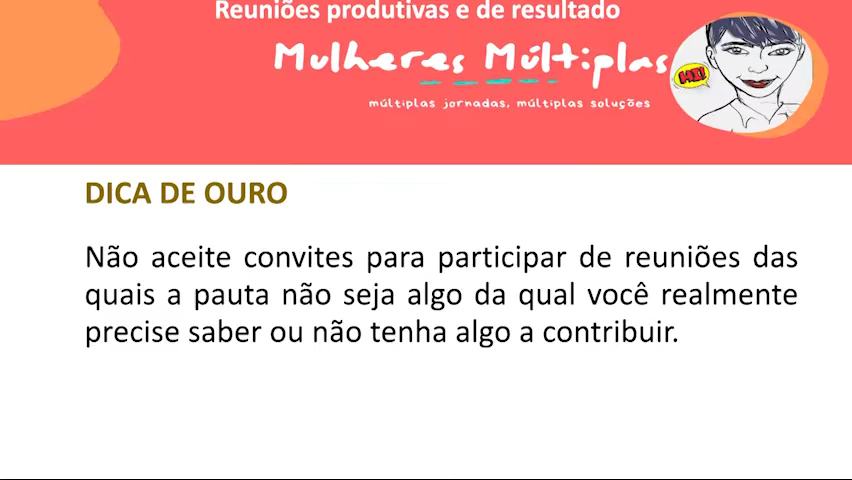 Reuniões produtivas e de resultado
Mulheres Múltiplas
múltiplas jornadas, múltiplas soluções
HI!
DICA DE OURO
Não aceite convites para participar de reuniões das
quais a pauta não seja algo da qual você realmente
precise saber ou não tenha algo a contribuir.